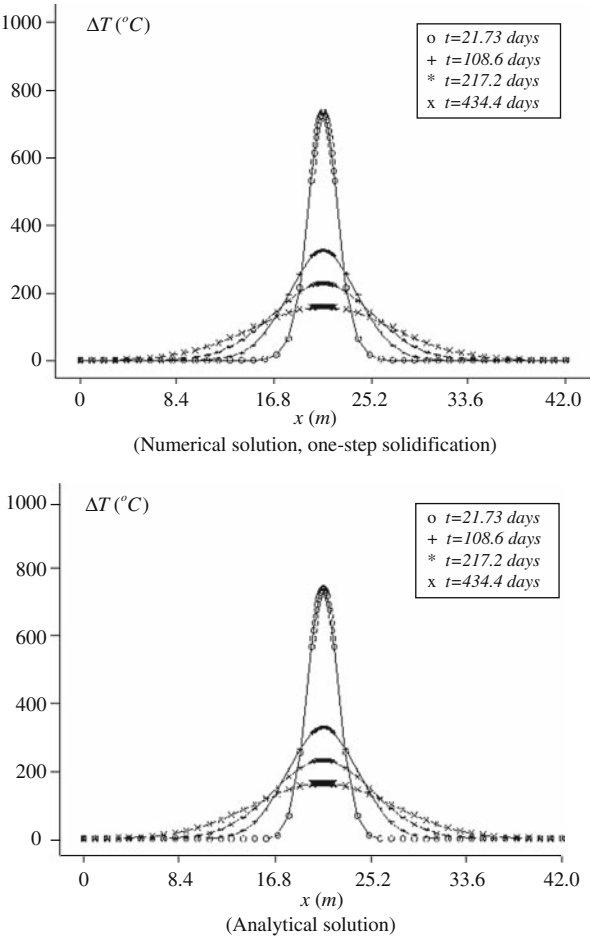 ΔT (°C)
1000
800
600
400
200
0
o t=21.73 days
+ t=108.6 days
* t=217.2 days
x t=434.4 days
0 8.4 16.8 25.2 33.6 42.0
x (m)
(Numerical solution, one-step solidification)
ΔT (°C)
1000
800
600
400
200
0
o t=21.73 days
+ t=108.6 days
* t=217.2 days
x t=434.4 days
0 8.4 16.8 25.2 33.6 42.0
x (m)
(Analytical solution)